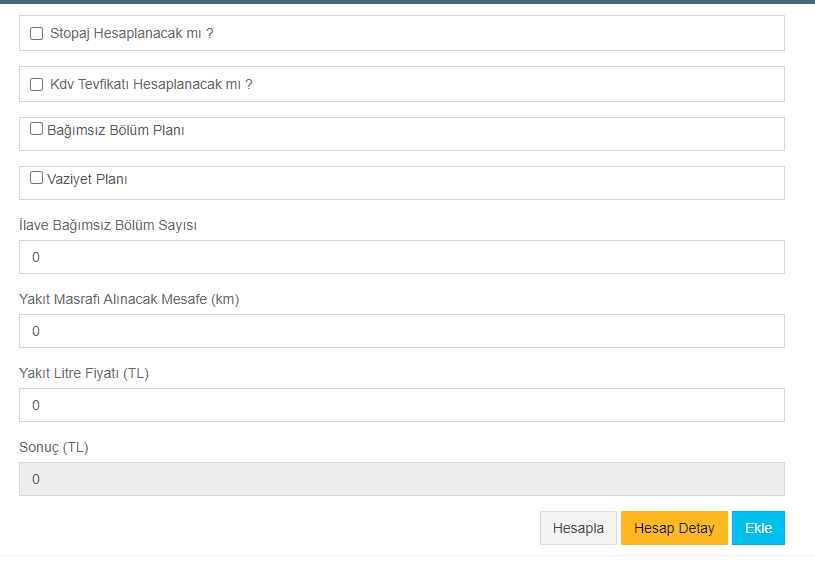 Stopaj Hesaplanacak mı ?
Kdv Tevfikatı Hesaplanacak mı ?
Bağımsız Bölüm Planı
Vaziyet Planı
İlave Bağımsız Bölüm Sayısı
0
Yakıt Masrafı Alınacak Mesafe (km)
0
Yakıt Litre Fiyatı (TL)
0
Sonuç (TL)
0
Hesapla Hesap Detay Ekle